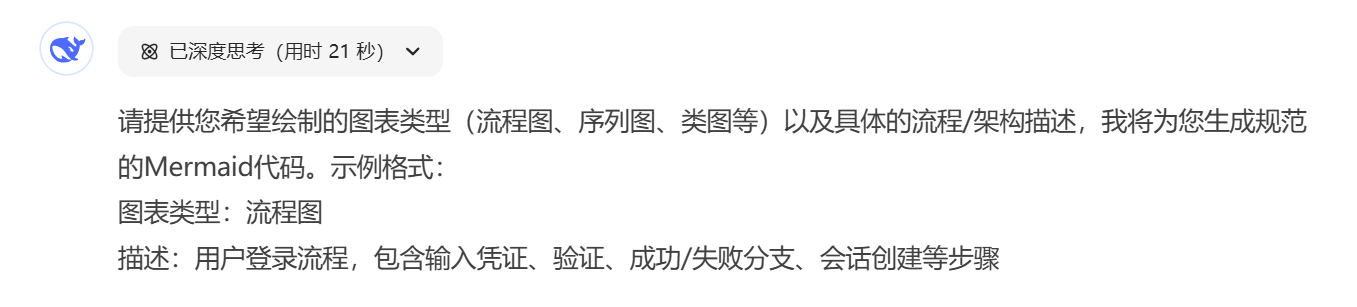 已深度思考（用时 21 秒）
请提供您希望绘制的图表类型（流程图、序列图、类图等）以及具体的流程/架构描述，我将为您生成规范
的Mermaid代码。示例格式：
图表类型：流程图
描述：用户登录流程，包含输入凭证、验证、成功/失败分支、会话创建等步骤